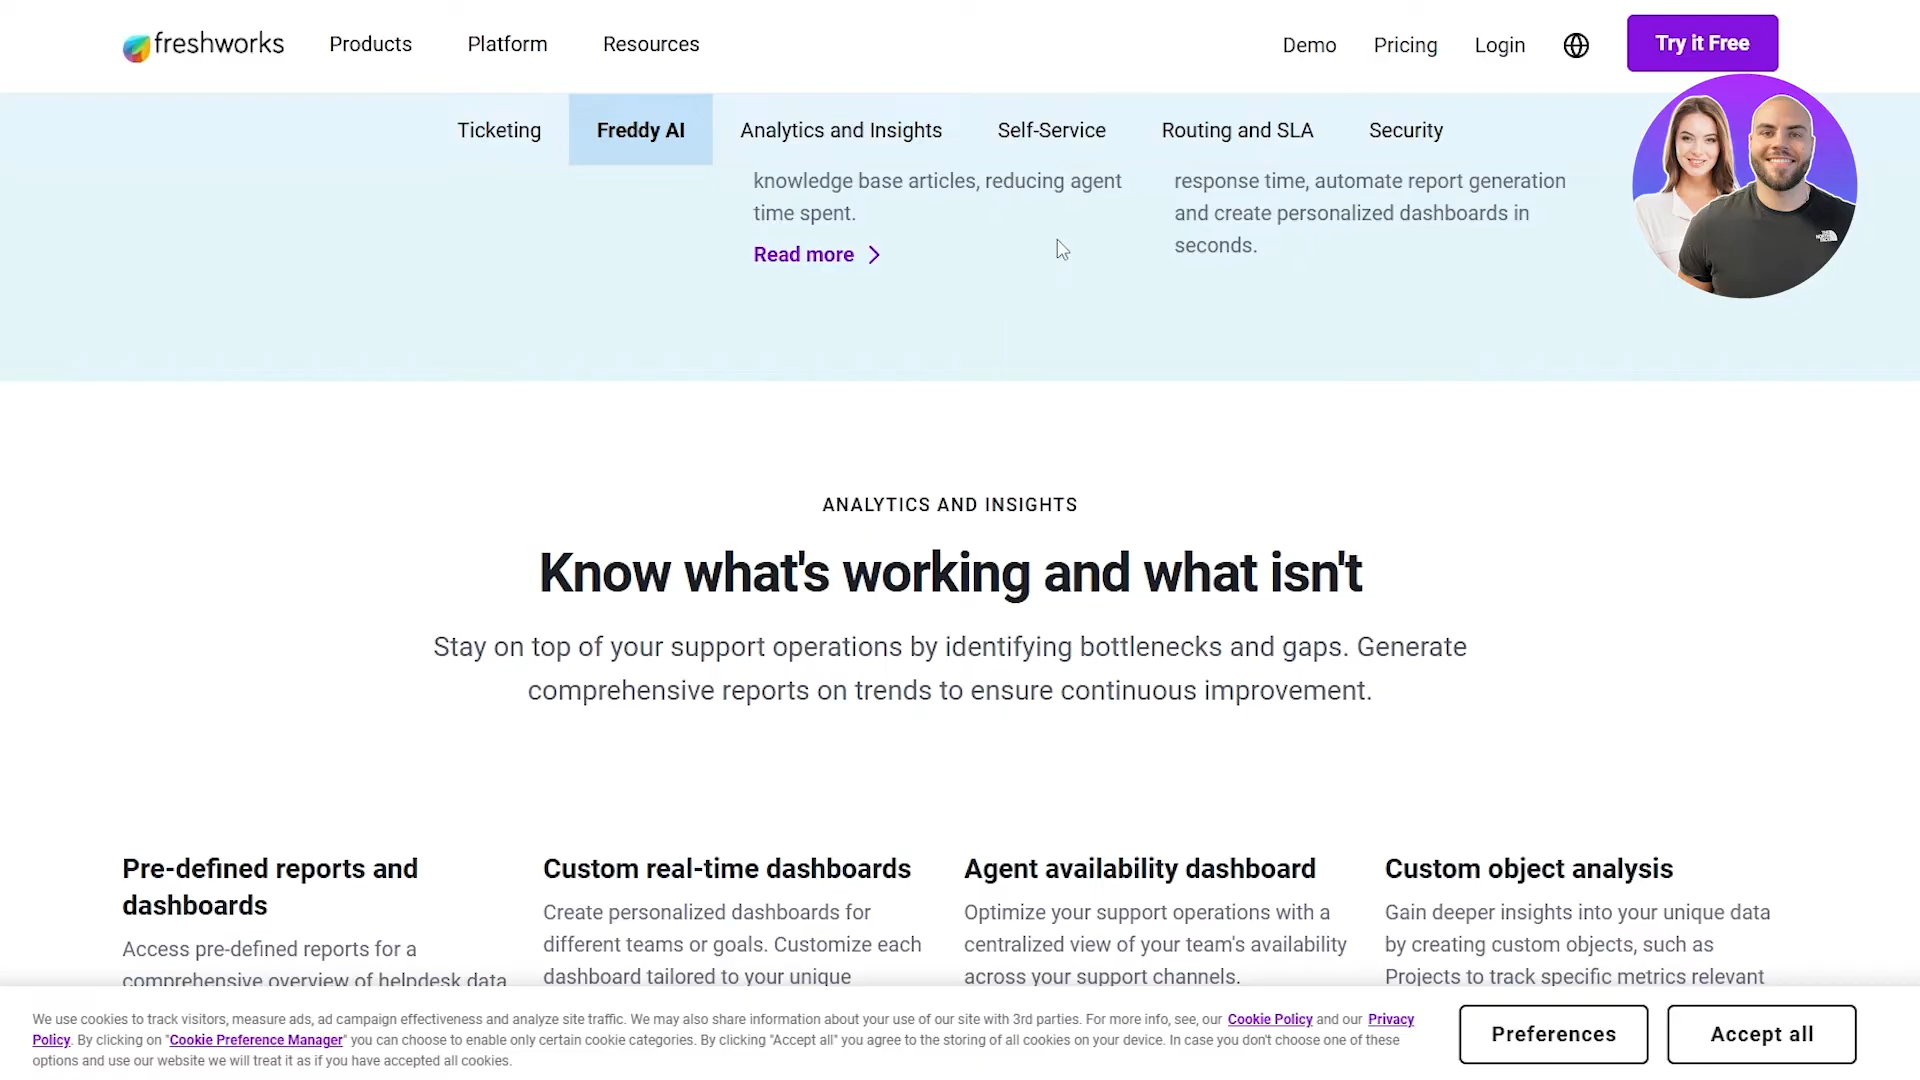 freshworks Products Platform Resources Demo Pricing Login Try it Free
Ticketing Freddy AI Analytics and Insights Self-Service Routing and SLA Security
knowledge base articles, reducing agent
time spent.
Read more
response time, automate report generation
and create personalized dashboards in
seconds.
ANALYTICS AND INSIGHTS
Know what's working and what isn't
Stay on top of your support operations by identifying bottlenecks and gaps. Generate
comprehensive reports on trends to ensure continuous improvement.
Pre-defined reports and
dashboards
Access pre-defined reports for a
comprehensive overview of helpdesk data
Custom real-time dashboards
Create personalized dashboards for
different teams or goals. Customize each
dashboard tailored to your unique
Agent availability dashboard
Optimize your support operations with a
centralized view of your team's availability
across your support channels.
Custom object analysis
Gain deeper insights into your unique data
by creating custom objects, such as
Projects to track specific metrics relevant
We use cookies to track visitors, measure ads, ad campaign effectiveness and analyze site traffic. We may also share information about your use of our site with 3rd parties. For more info, see, our Cookie Policy and our Privacy
Policy. By clicking on "Cookie Preference Manager" you can choose to enable only certain cookie categories. By clicking "Accept all" you agree to the storing of all cookies on your device. In case you don't choose one of these
options and use our website we will treat it as if you have accepted all cookies.
Preferences
Accept all